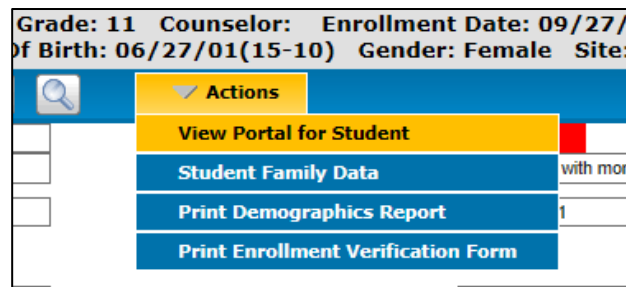 Grade: 11 Counselor: Enrollment Date: 09/27/
Of Birth: 06/27/01(15-10) Gender: Female Site:
Actions
View Portal for Student
Student Family Data
with mor
Print Demographics Report
1
Print Enrollment Verification Form